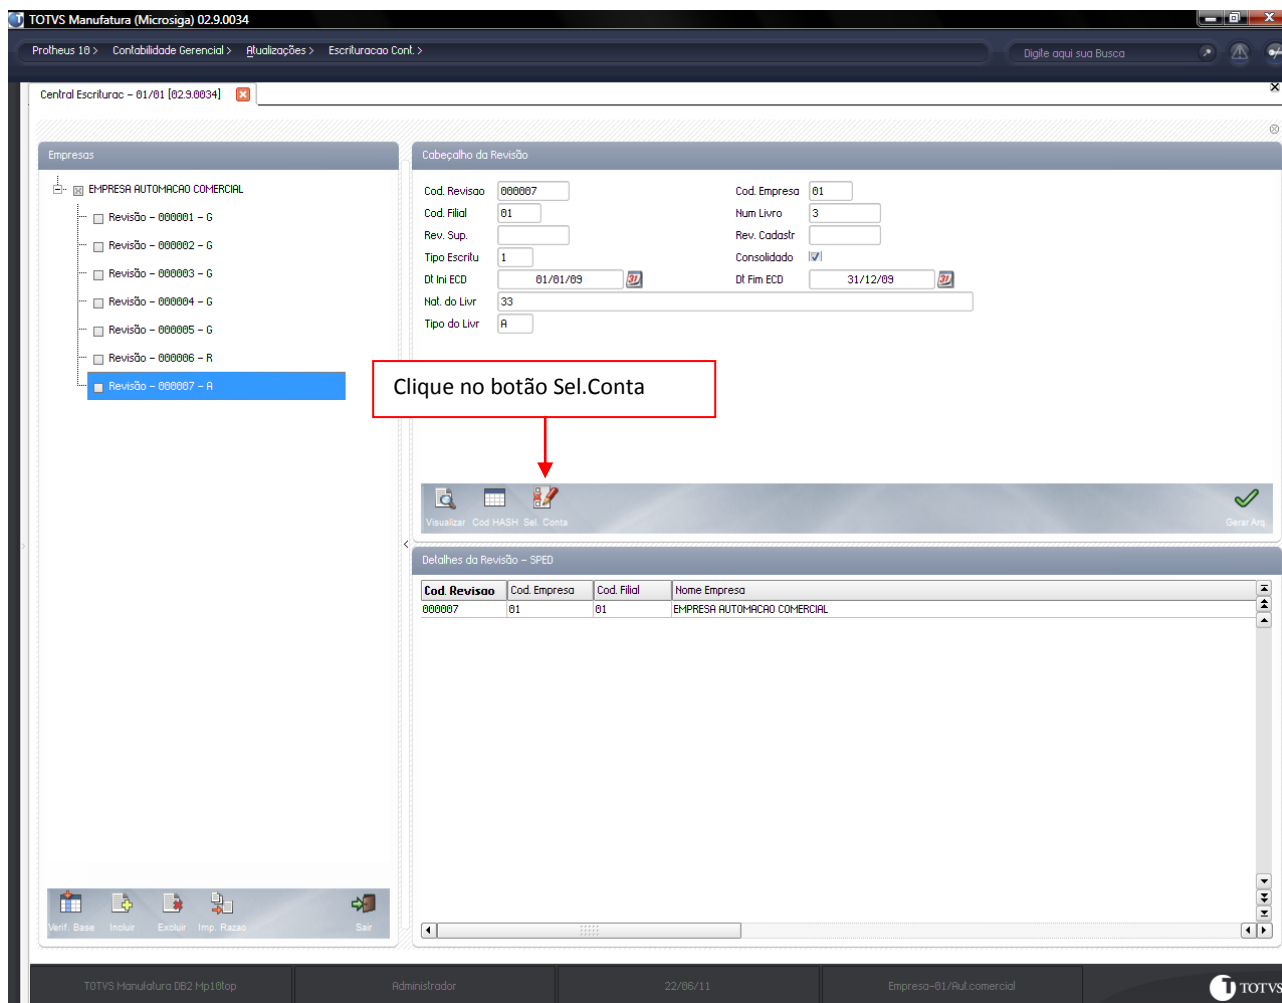 TOTVS Manufatura (Microsiga) 02.9.0034
Protheus 10 > Contabilidade Gerencial > Atualizações > Escrituracao Cont. >
Digite aqui sua Busca
Central Escriturac - 01/01 [02.9.0034]
Empresas
EMPRESA AUTOMACAO COMERCIAL
Revisão - 000001 - G
Revisão - 000002 - G
Revisão - 000003 - G
Revisão - 000004 - G
Revisão - 000005 - G
Revisão - 000006 - R
Revisão - 000007 - A
Cabeçalho da Revisão
Cod. Revisao 000007 Cod. Empresa 01
Cod. Filial 01 Num Livro 3
Rev. Sup. Rev. Cadastr
Tipo Escritu 1 Consolidado
Dt Ini ECD 01/01/09 31 Dt Fim ECD 31/12/09 31
Nat. do Livr 33
Tipo do Livr A
Clique no botão Sel.Conta
Visualizar Cod HASH Sel. Conta Gerar Arq
Detalhes da Revisão - SPED
Cod. Revisao Cod. Empresa Cod. Filial Nome Empresa
000007 01 01 EMPRESA AUTOMACAO COMERCIAL
Verif. Base Incluir Excluir Imp. Razao Sair
TOTVS Manufatura DB2 Mp10top Administrador 22/06/11 Empresa-01/Aut.comercial TOTVS